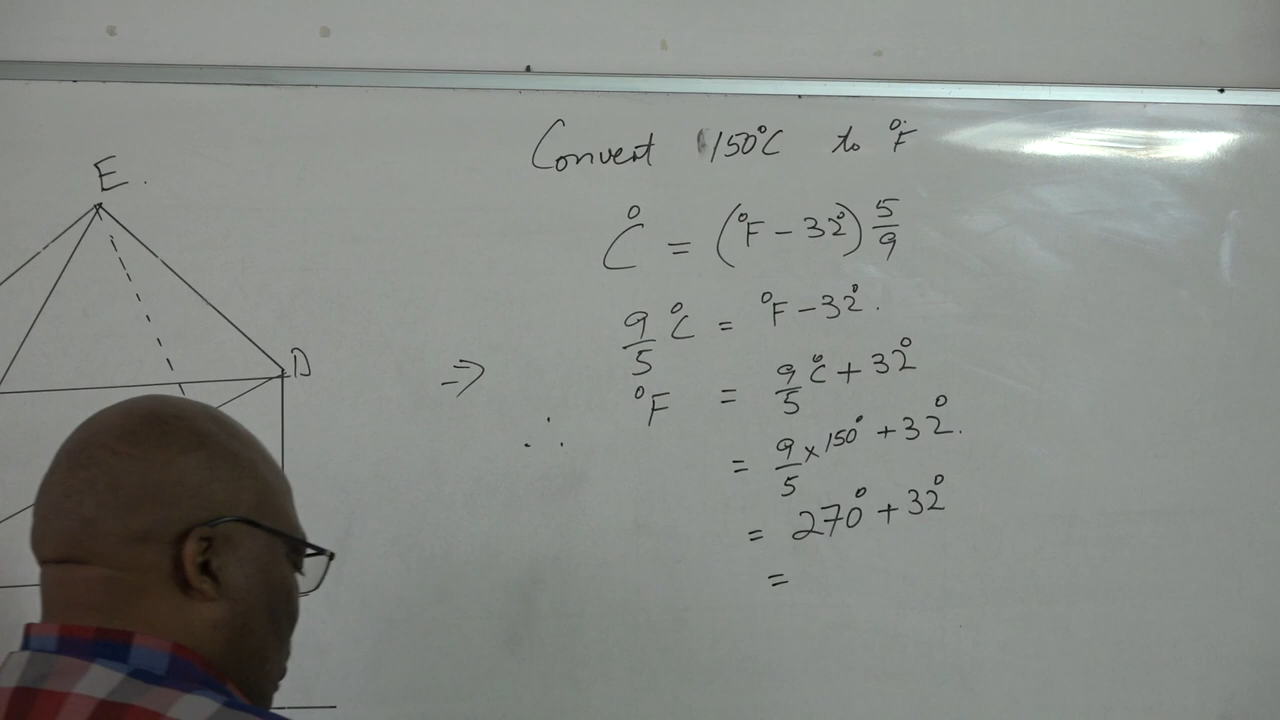 Convert 150°C to °F
E.
°C = (°F - 32°) 5/9
9/5 °C = °F - 32°.
D
⇒ °F = 9/5 °C + 32°
∴ = 9/5 × 150° + 32°.
= 270° + 32°
=